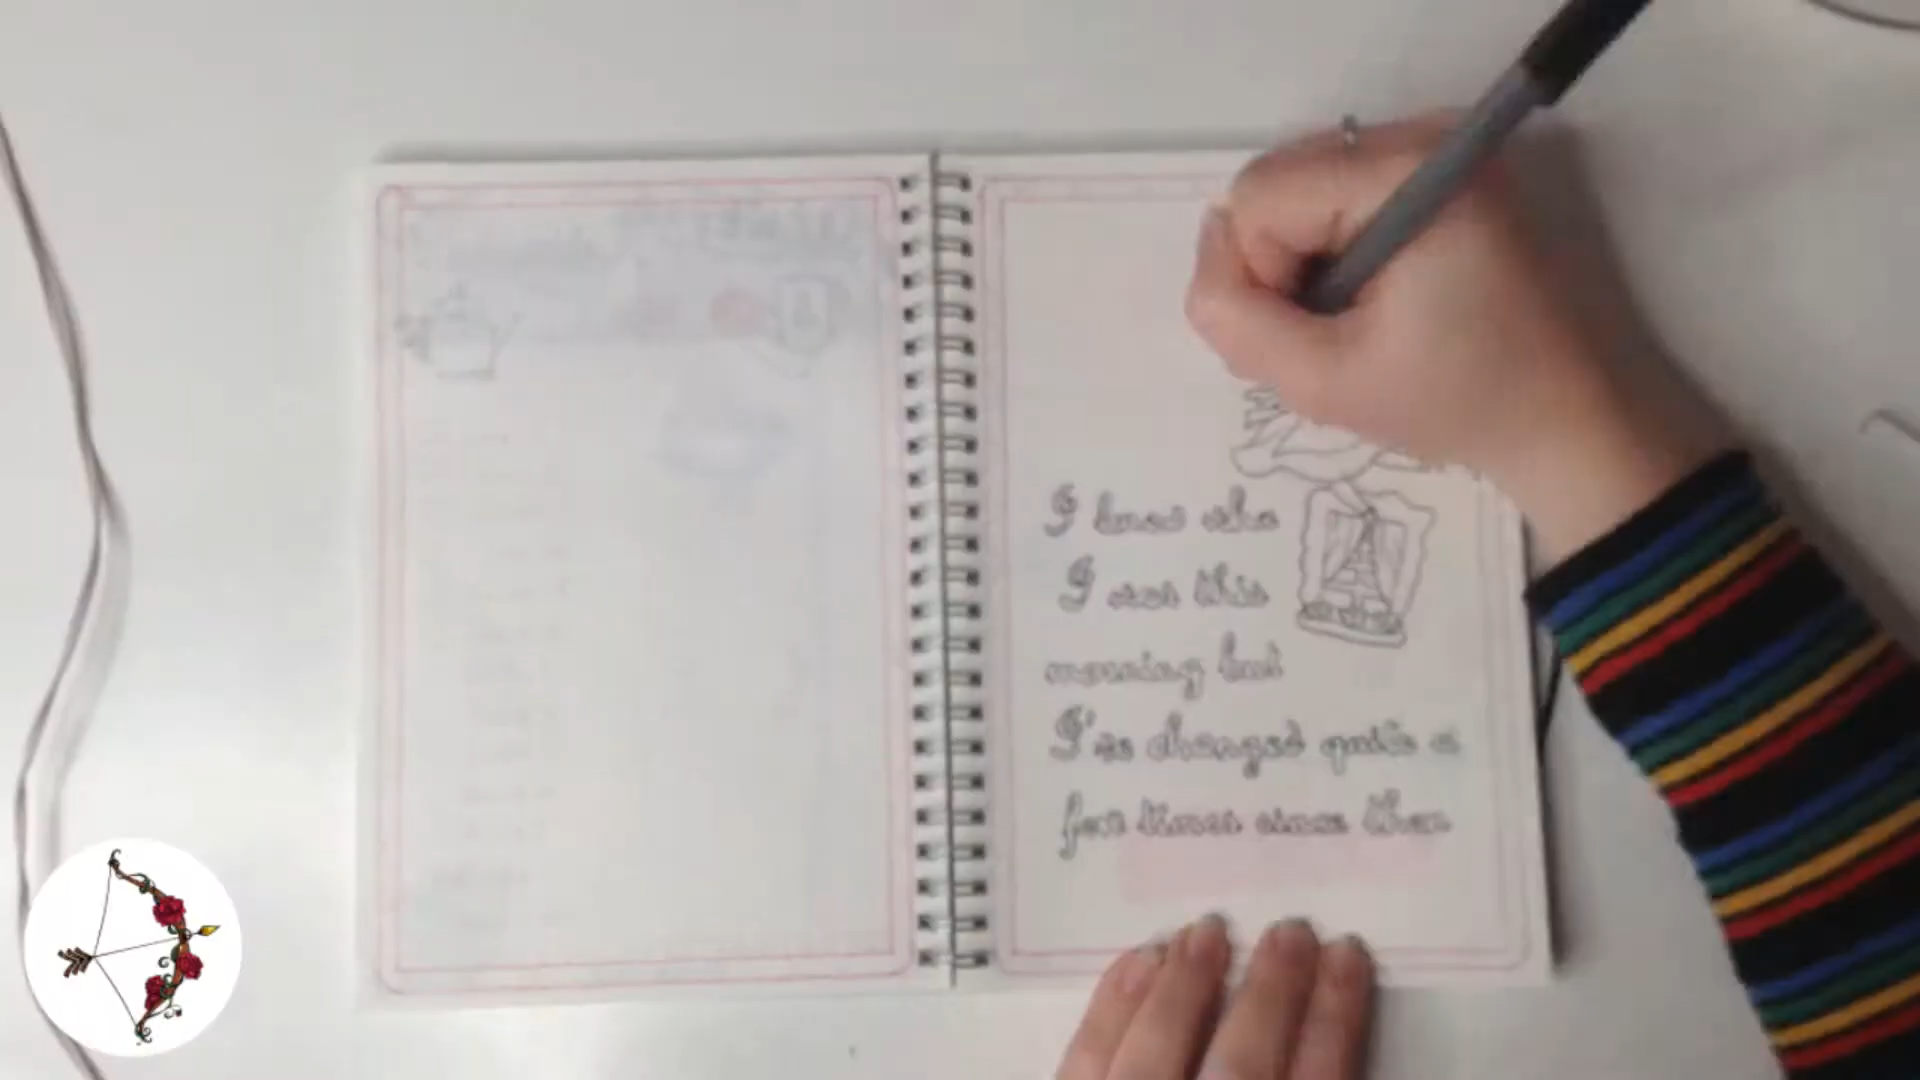 I knew who
I was this
morning but
I've changed quite a
few times since then